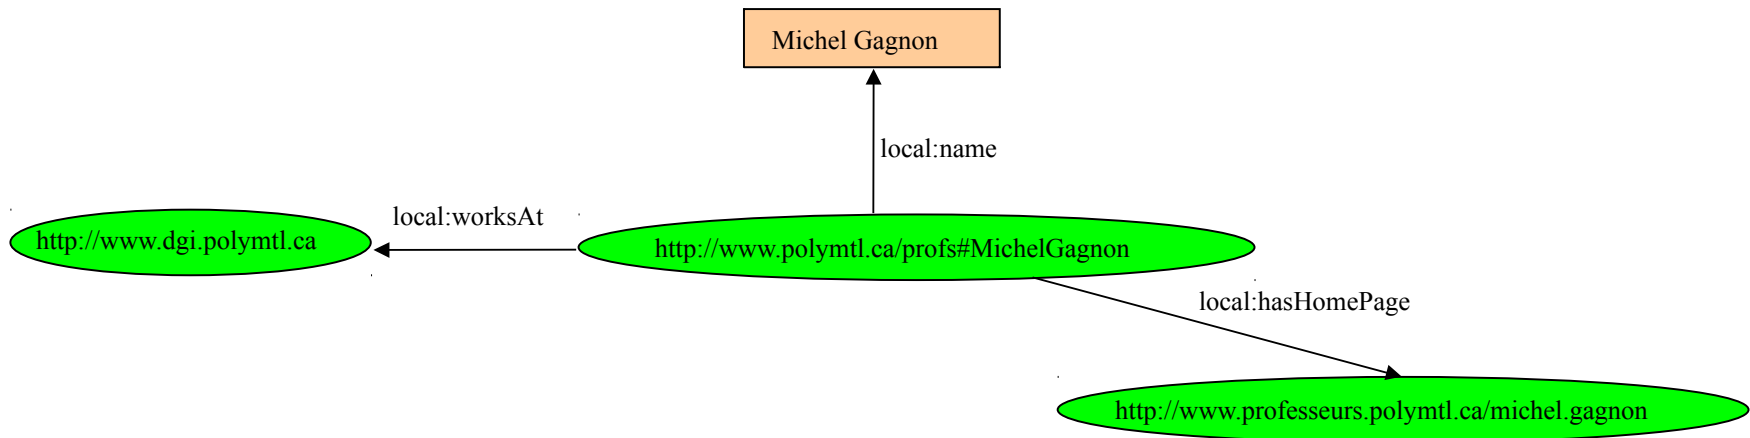 Michel Gagnon
local:name
local:worksAt
http://www.dgi.polymtl.ca
http://www.polymtl.ca/profs#MichelGagnon
local:hasHomePage
http://www.professeurs.polymtl.ca/michel.gagnon